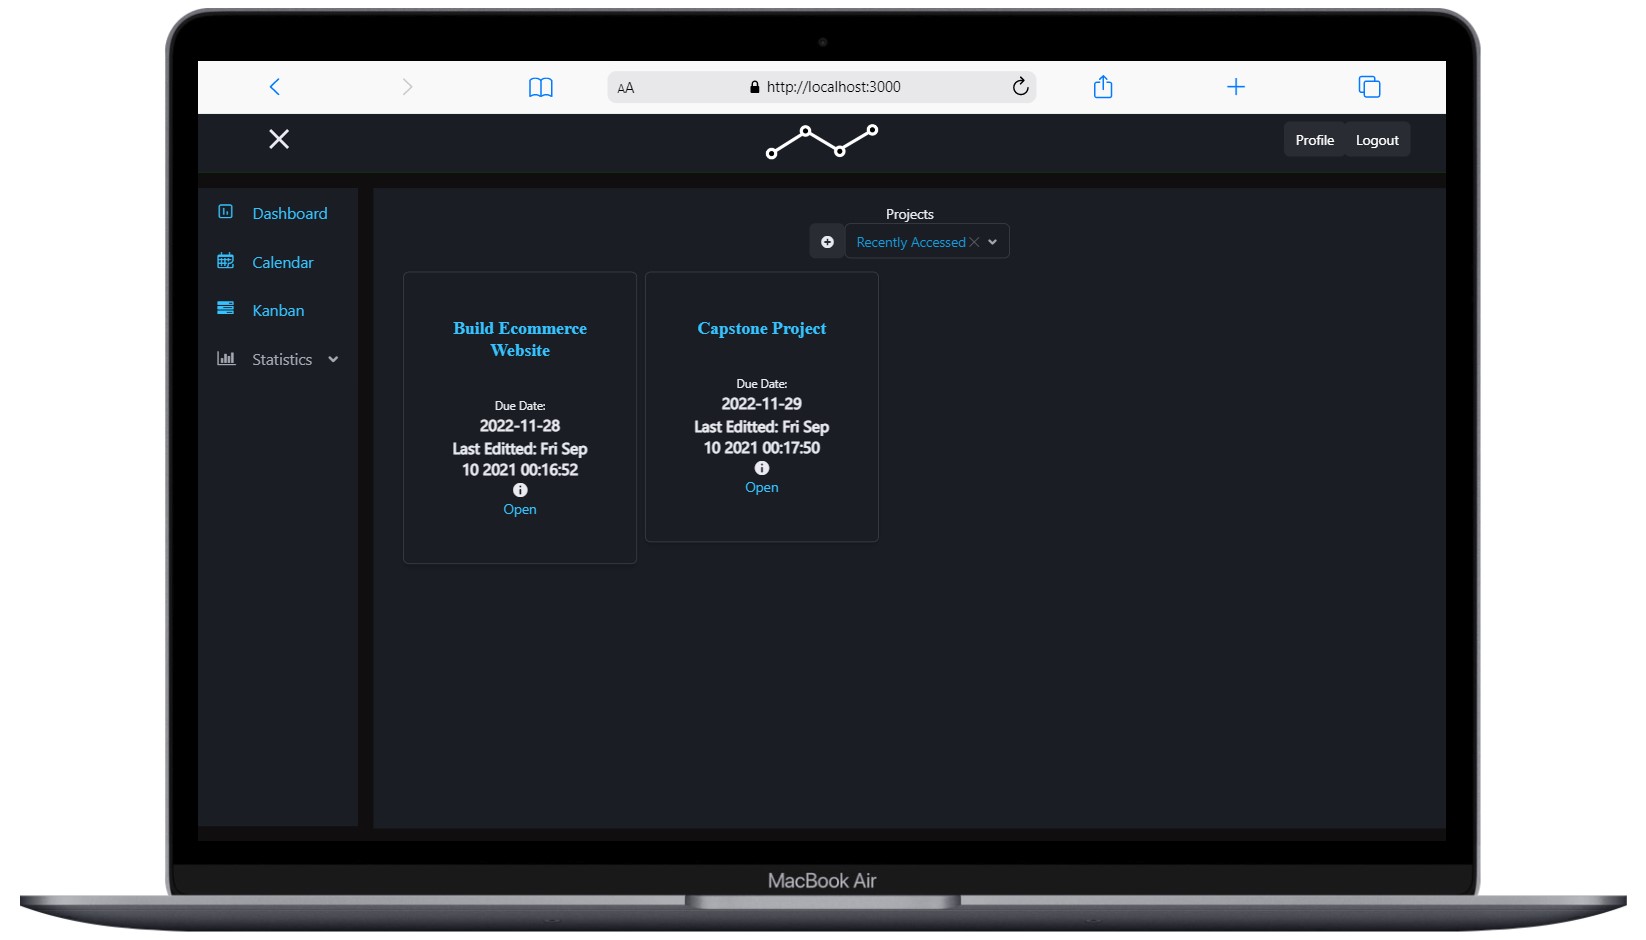 AA
http://localhost:3000
Profile
Logout
Dashboard
Calendar
Kanban
Statistics
Projects
Recently Accessed
Build Ecommerce
Website
Due Date:
2022-11-28
Last Editted: Fri Sep
10 2021 00:16:52
Open
Capstone Project
Due Date:
2022-11-29
Last Editted: Fri Sep
10 2021 00:17:50
Open
MacBook Air